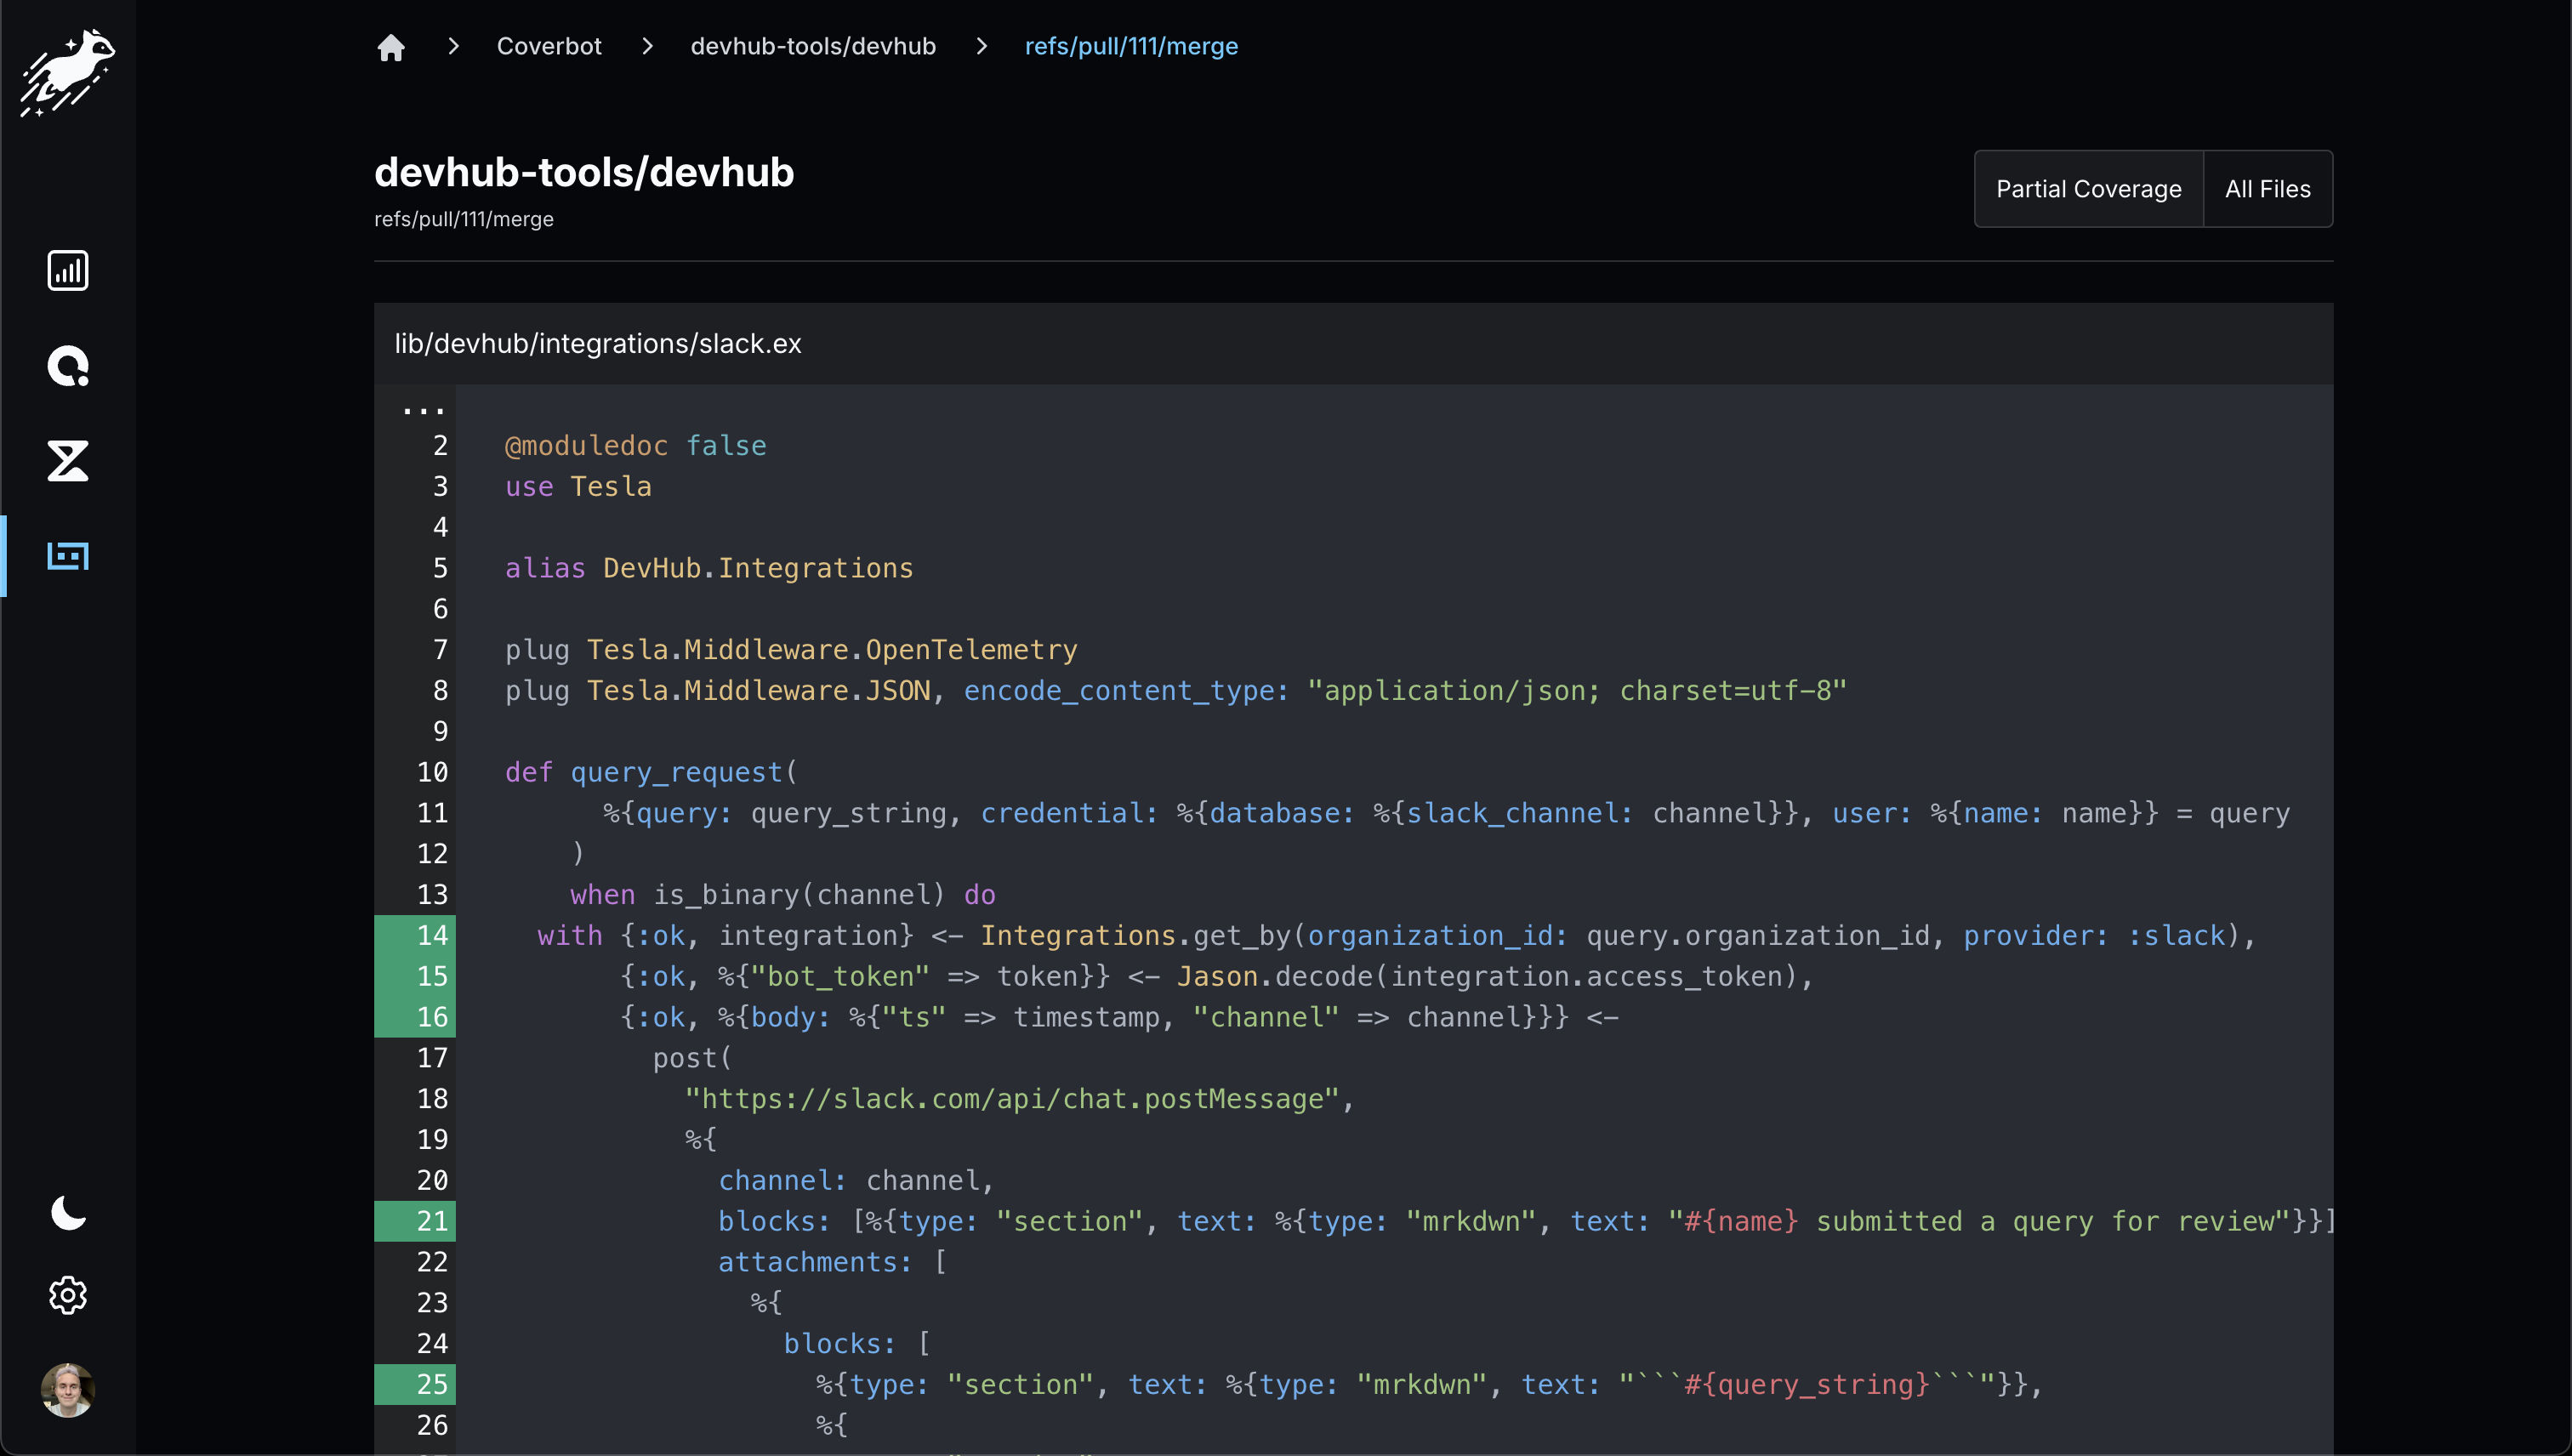 Coverbot devhub-tools/devhub refs/pull/111/merge
devhub-tools/devhub
refs/pull/111/merge
Partial Coverage All Files
lib/devhub/integrations/slack.ex
...
2 @moduledoc false
3 use Tesla
4
5 alias DevHub.Integrations
6
7 plug Tesla.Middleware.OpenTelemetry
8 plug Tesla.Middleware.JSON, encode_content_type: "application/json; charset=utf-8"
9
10 def query_request(
11 %{query: query_string, credential: %{database: %{slack_channel: channel}}, user: %{name: name}} = query
12 )
13 when is_binary(channel) do
14 with {:ok, integration} <- Integrations.get_by(organization_id: query.organization_id, provider: :slack),
15 {:ok, %{"bot_token" => token}} <- Jason.decode(integration.access_token),
16 {:ok, %{body: %{"ts" => timestamp, "channel" => channel}}} <-
17 post(
18 "https://slack.com/api/chat.postMessage",
19 %{
20 channel: channel,
21 blocks: [%{type: "section", text: %{type: "mrkdwn", text: "#{name} submitted a query for review"}}]
22 attachments: [
23 %{
24 blocks: [
25 %{type: "section", text: %{type: "mrkdwn", text: "```#{query_string}```"}},
26 %{